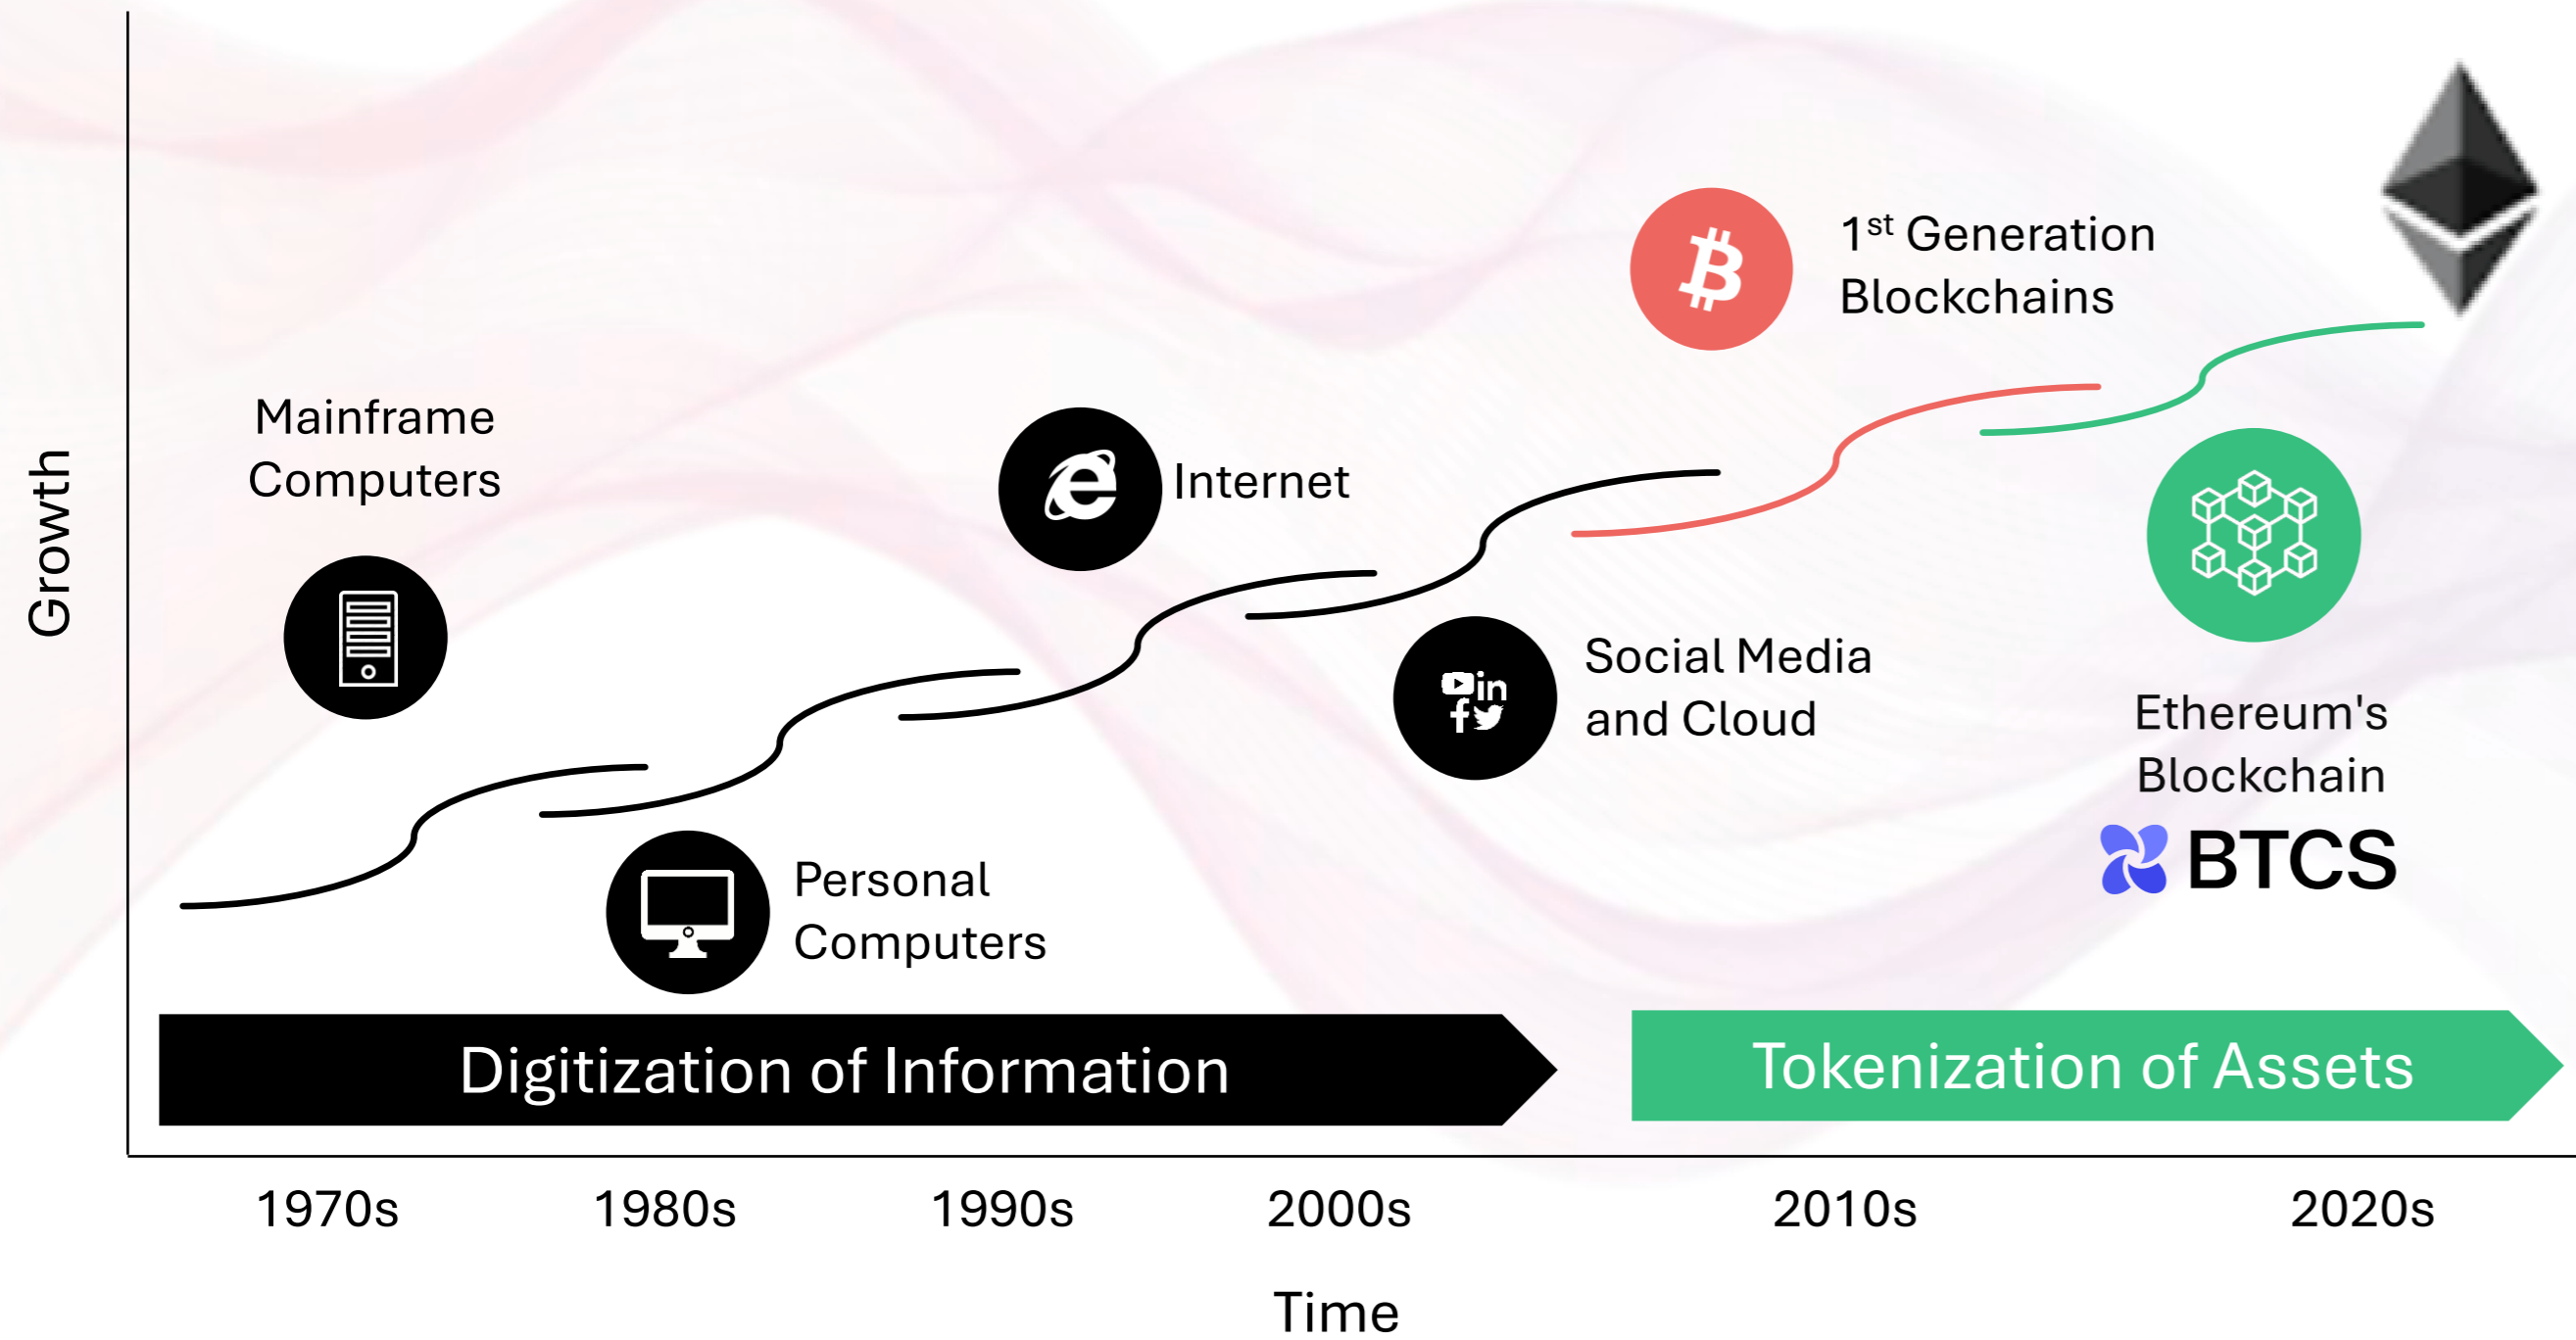 Growth
Mainframe
Computers
Personal
Computers
Internet
Social Media
and Cloud
1st Generation
Blockchains
Ethereum's
Blockchain
BTCS
in
f
Digitization of Information
Tokenization of Assets
1970s
1980s
1990s
2000s
2010s
2020s
Time